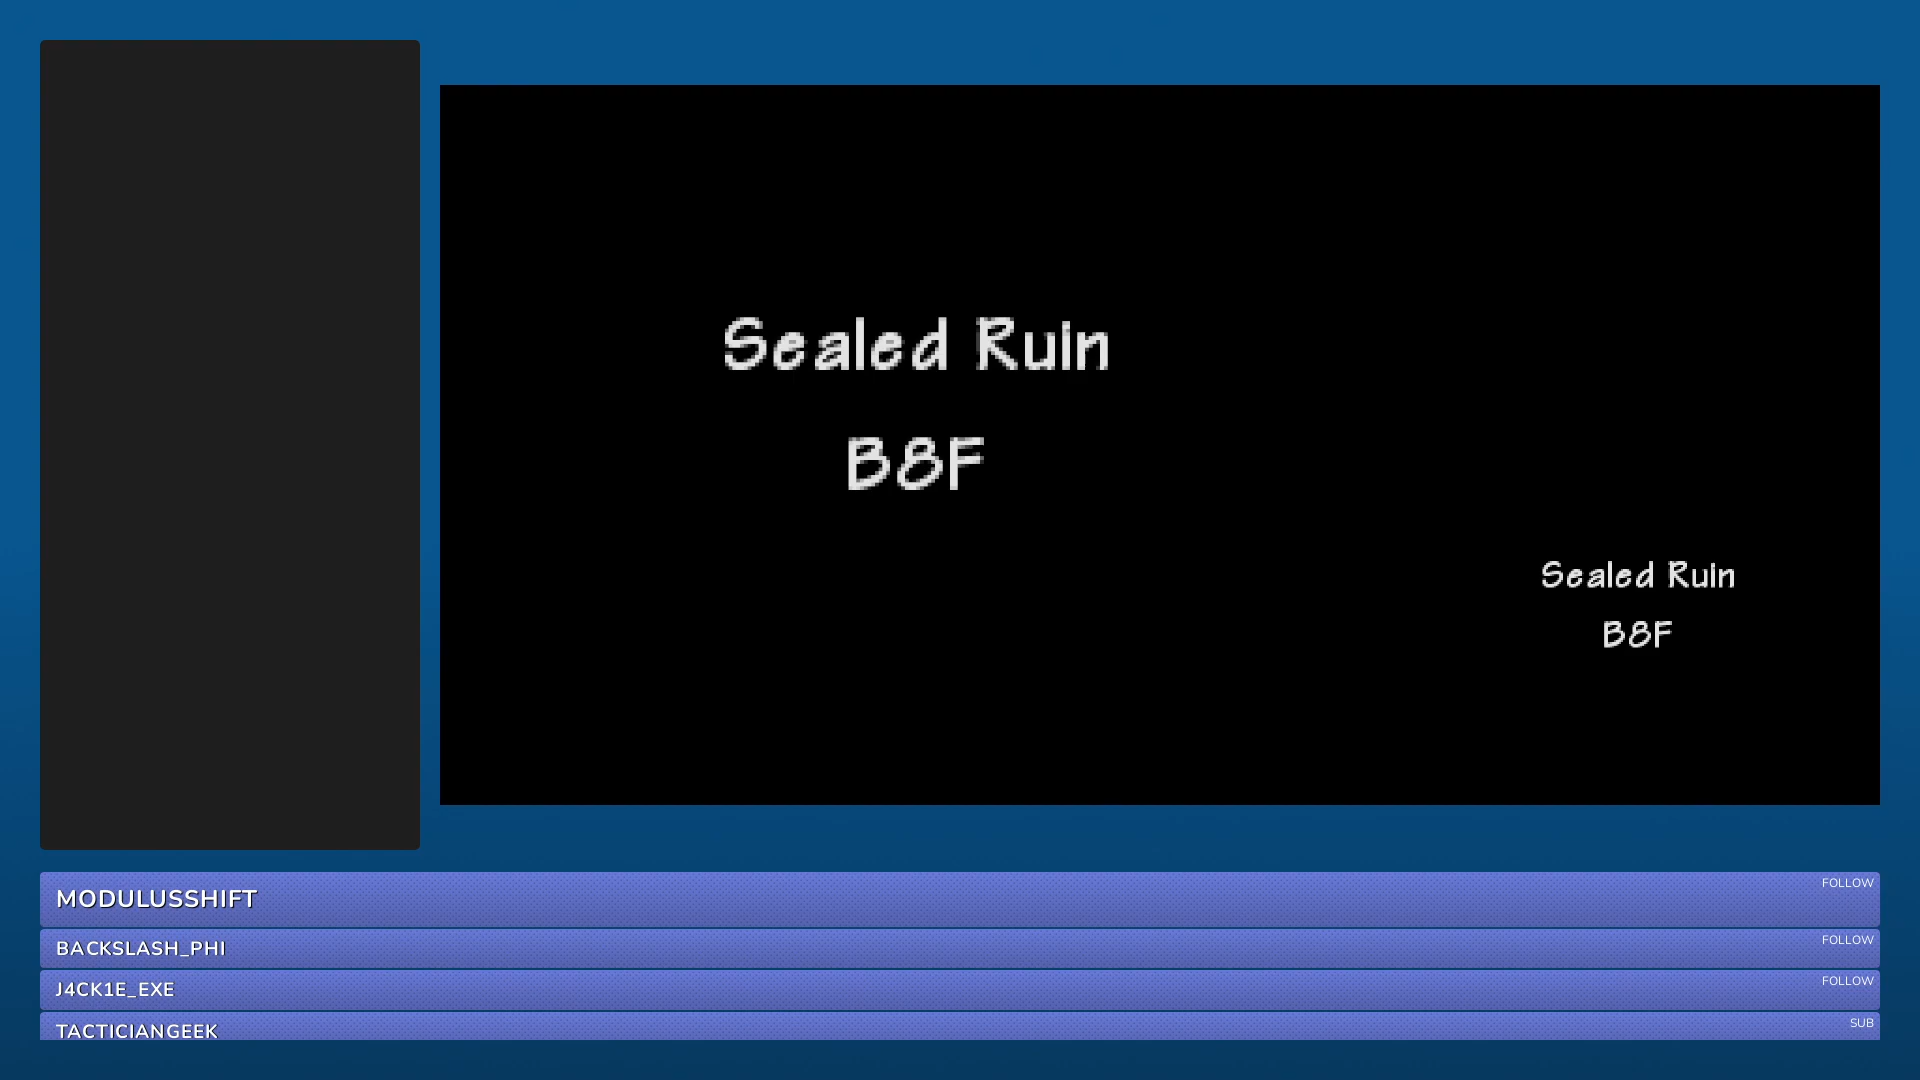 Sealed Ruin
B8F
Sealed Ruin
B8F
MODULUSSHIFT
FOLLOW
BACKSLASH_PHI
FOLLOW
J4CK1E_EXE
FOLLOW
TACTICIANGEEK
SUB